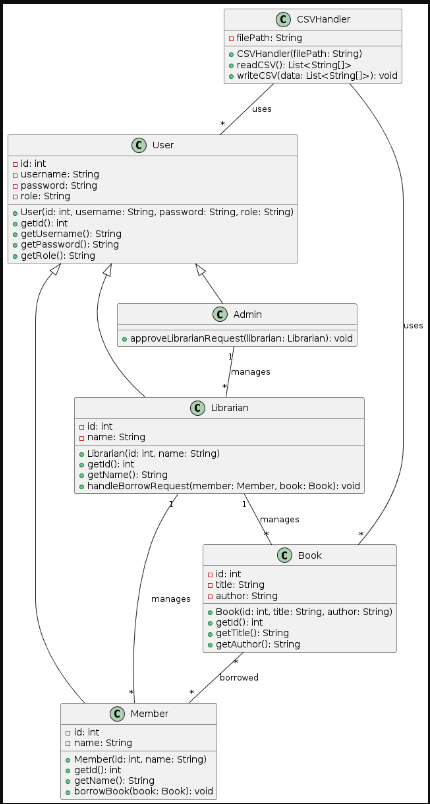 C CSVHandler
filePath: String
CSVHandler(filePath: String)
readCSV(): List<String[]>
writeCSV(data: List<String[]>): void
uses
*
C User
id: int
username: String
password: String
role: String
User(id: int, username: String, password: String, role: String)
getId(): int
getUsername(): String
getPassword(): String
getRole(): String
C Admin
uses
approveLibrarianRequest(librarian: Librarian): void
1
manages
*
C Librarian
id: int
name: String
Librarian(id: int, name: String)
getId(): int
getName(): String
handleBorrowRequest(member: Member, book: Book): void
1 1
manages
* *
C Book
id: int
title: String
author: String
manages
Book(id: int, title: String, author: String)
getId(): int
getTitle(): String
getAuthor(): String
*
borrowed
* *
C Member
id: int
name: String
Member(id: int, name: String)
getId(): int
getName(): String
borrowBook(book: Book): void